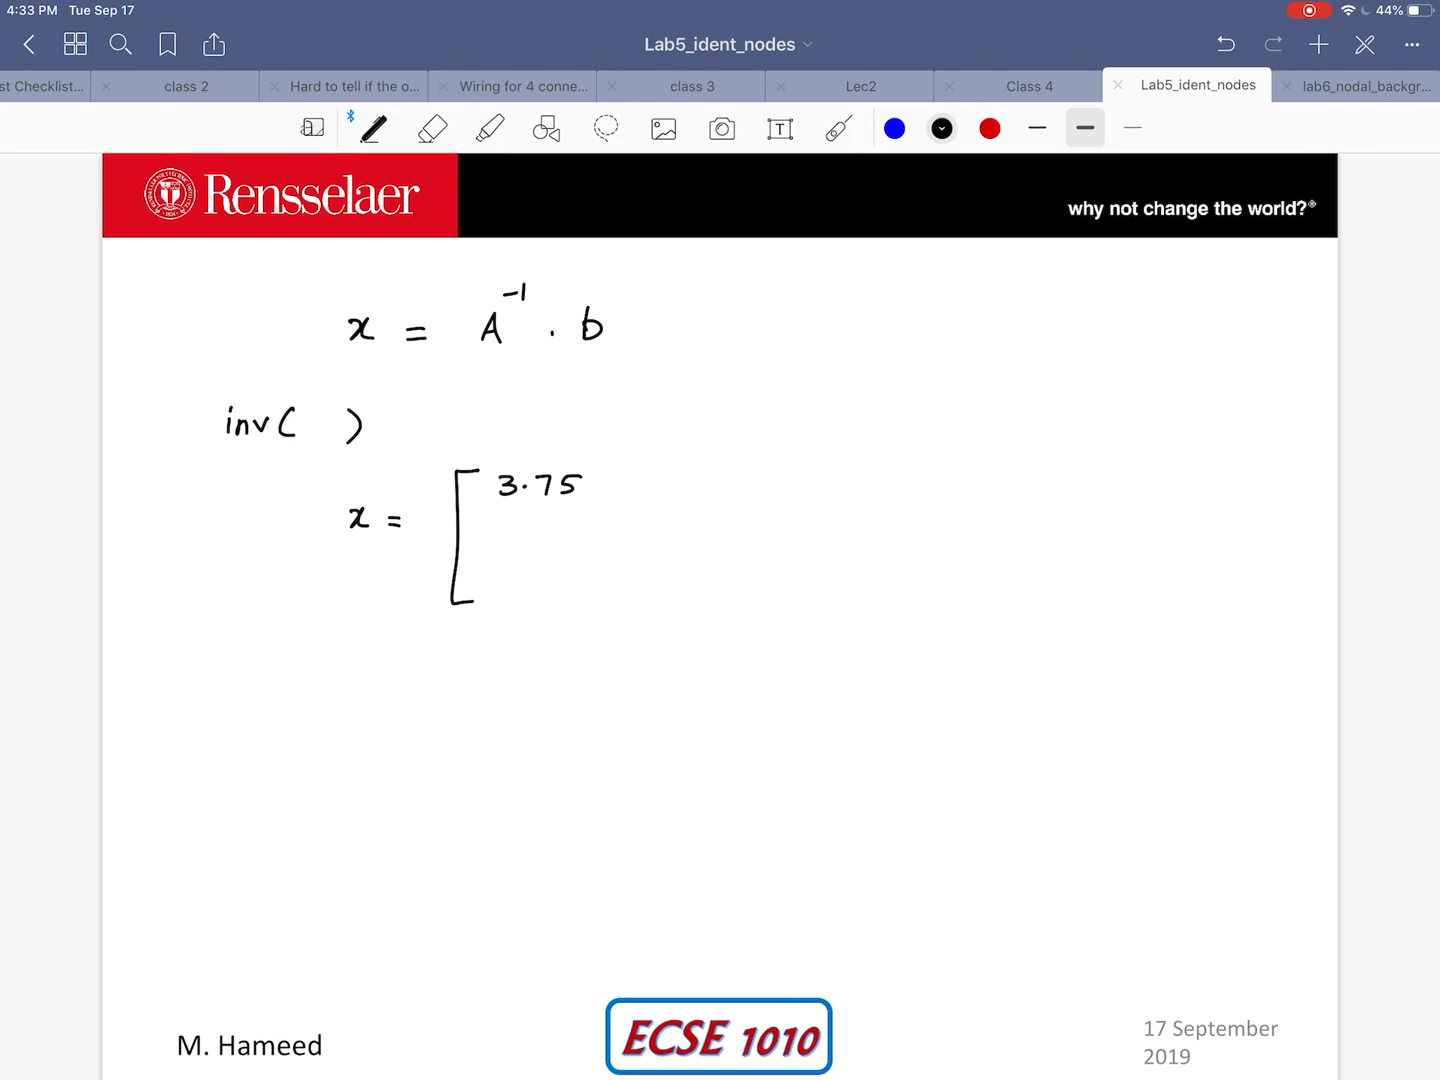 4:33 PM Tue Sep 17
44%
Lab5_ident_nodes
st Checklist...
class 2
Hard to tell if the o...
Wiring for 4 conne...
class 3
Lec2
Class 4
Lab5_ident_nodes
lab6_nodal_backgr...
Rensselaer
why not change the world?®
x = A⁻¹ · b
inv( )
x = [ 3.75
M. Hameed
ECSE 1010
17 September
2019